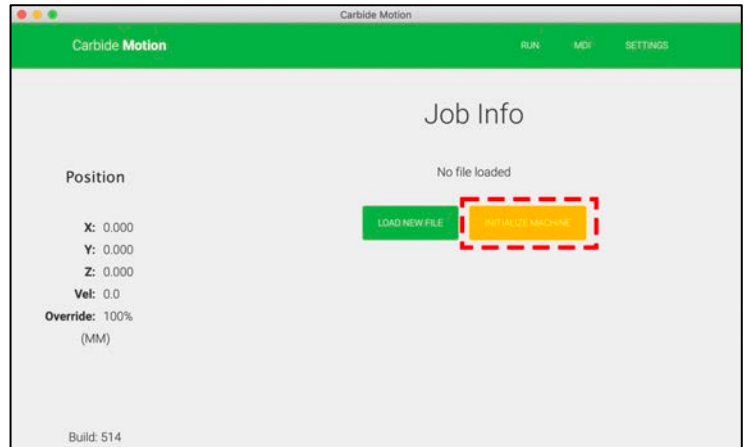 Carbide Motion
Carbide Motion
RUN MDI SETTINGS
Job Info
No file loaded
LOAD NEW FILE
INITIALIZE MACHINE
Position
X: 0.000
Y: 0.000
Z: 0.000
Vel: 0.0
Override: 100%
(MM)
Build: 514